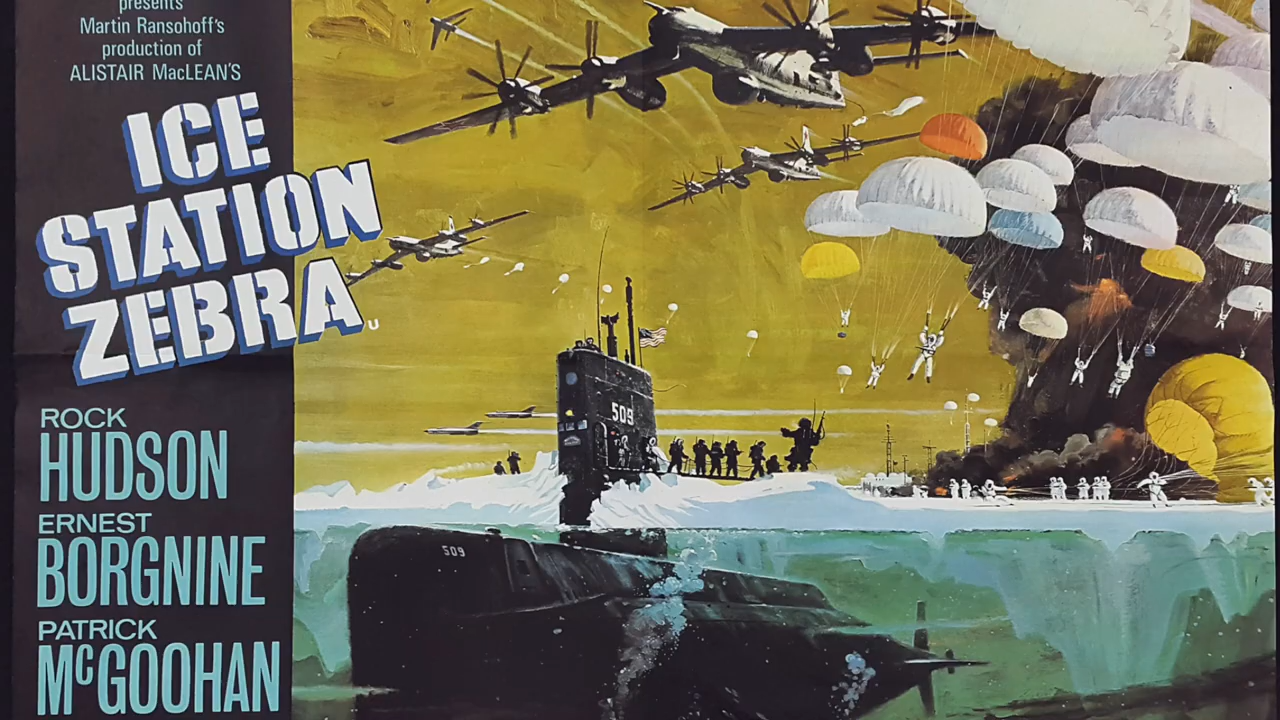 presents
Martin Ransohoff's
production of
ALISTAIR MacLEAN'S
ICE
STATION
ZEBRA
U
ROCK
HUDSON
ERNEST
BORGNINE
PATRICK
McGOOHAN
509
509